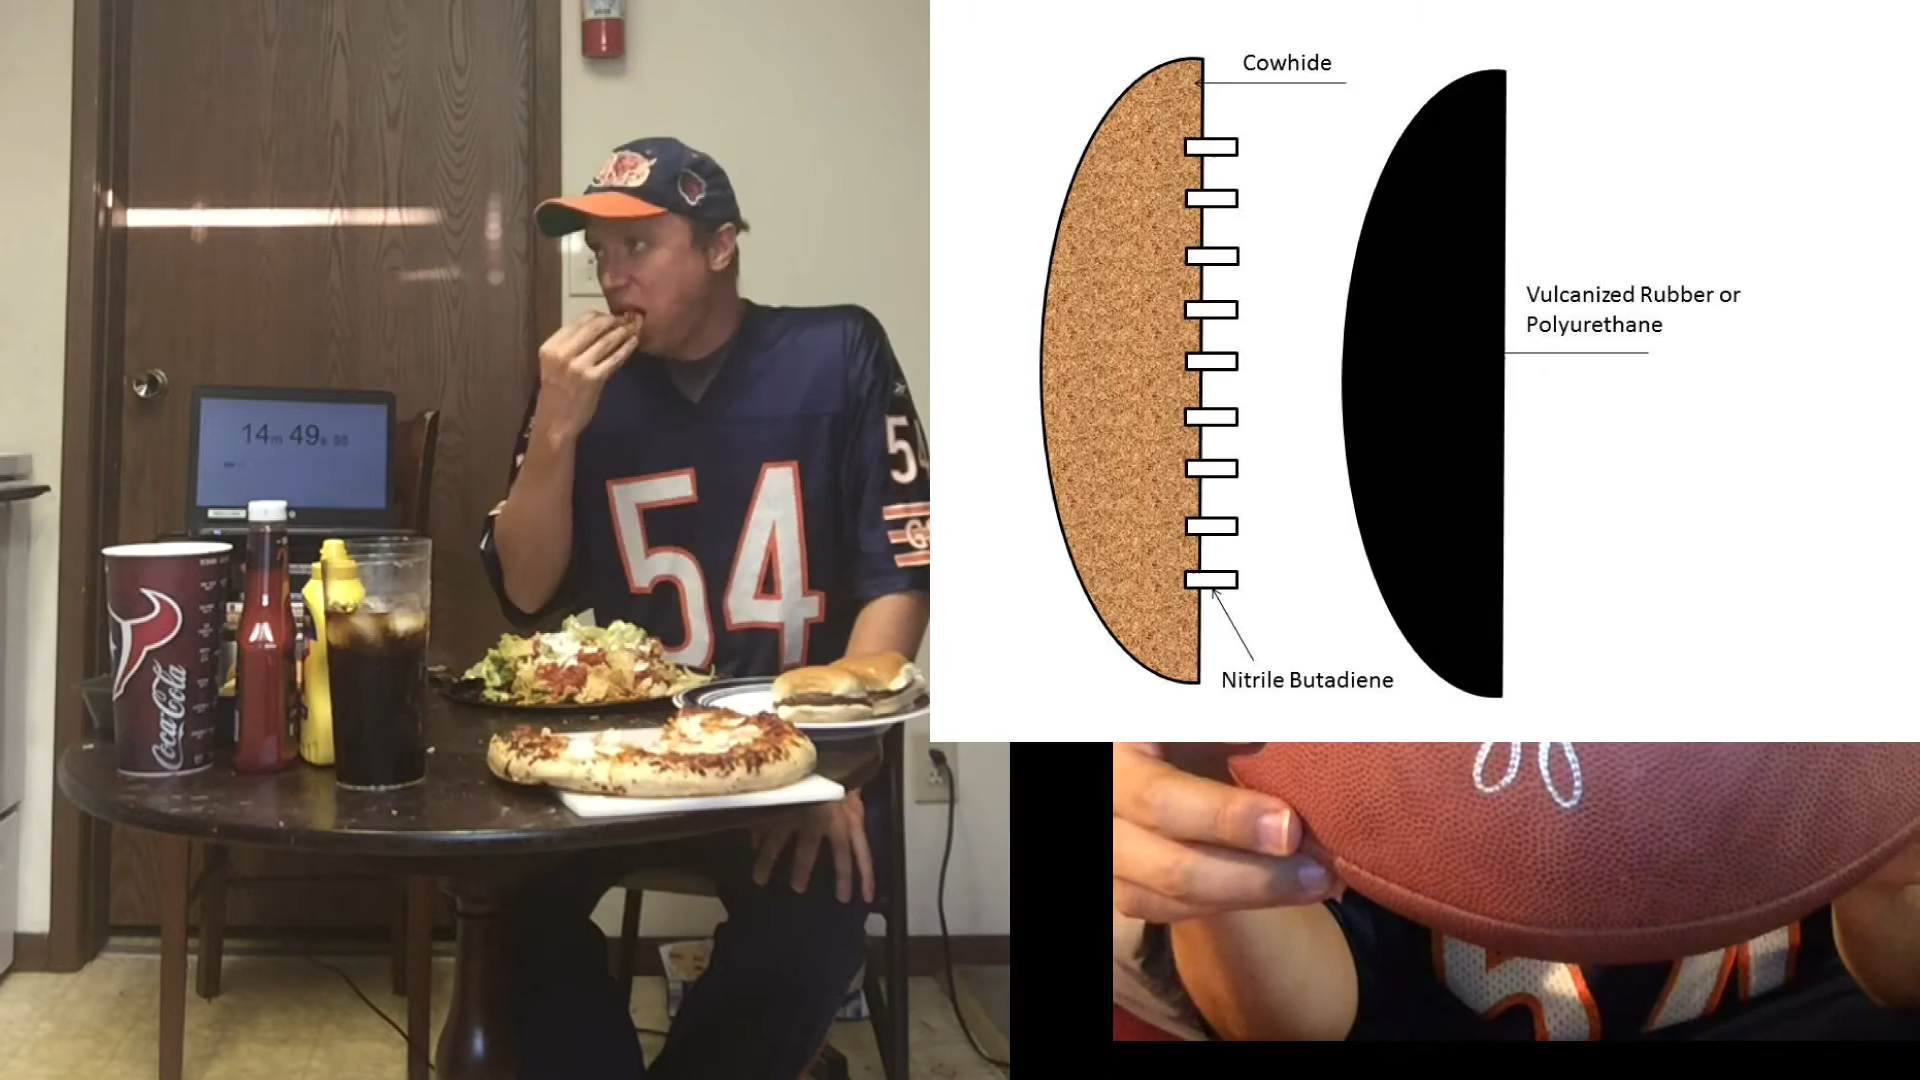 Cowhide
Vulcanized Rubber or
Polyurethane
Nitrile Butadiene
14m 49s
54
54
Coca-Cola